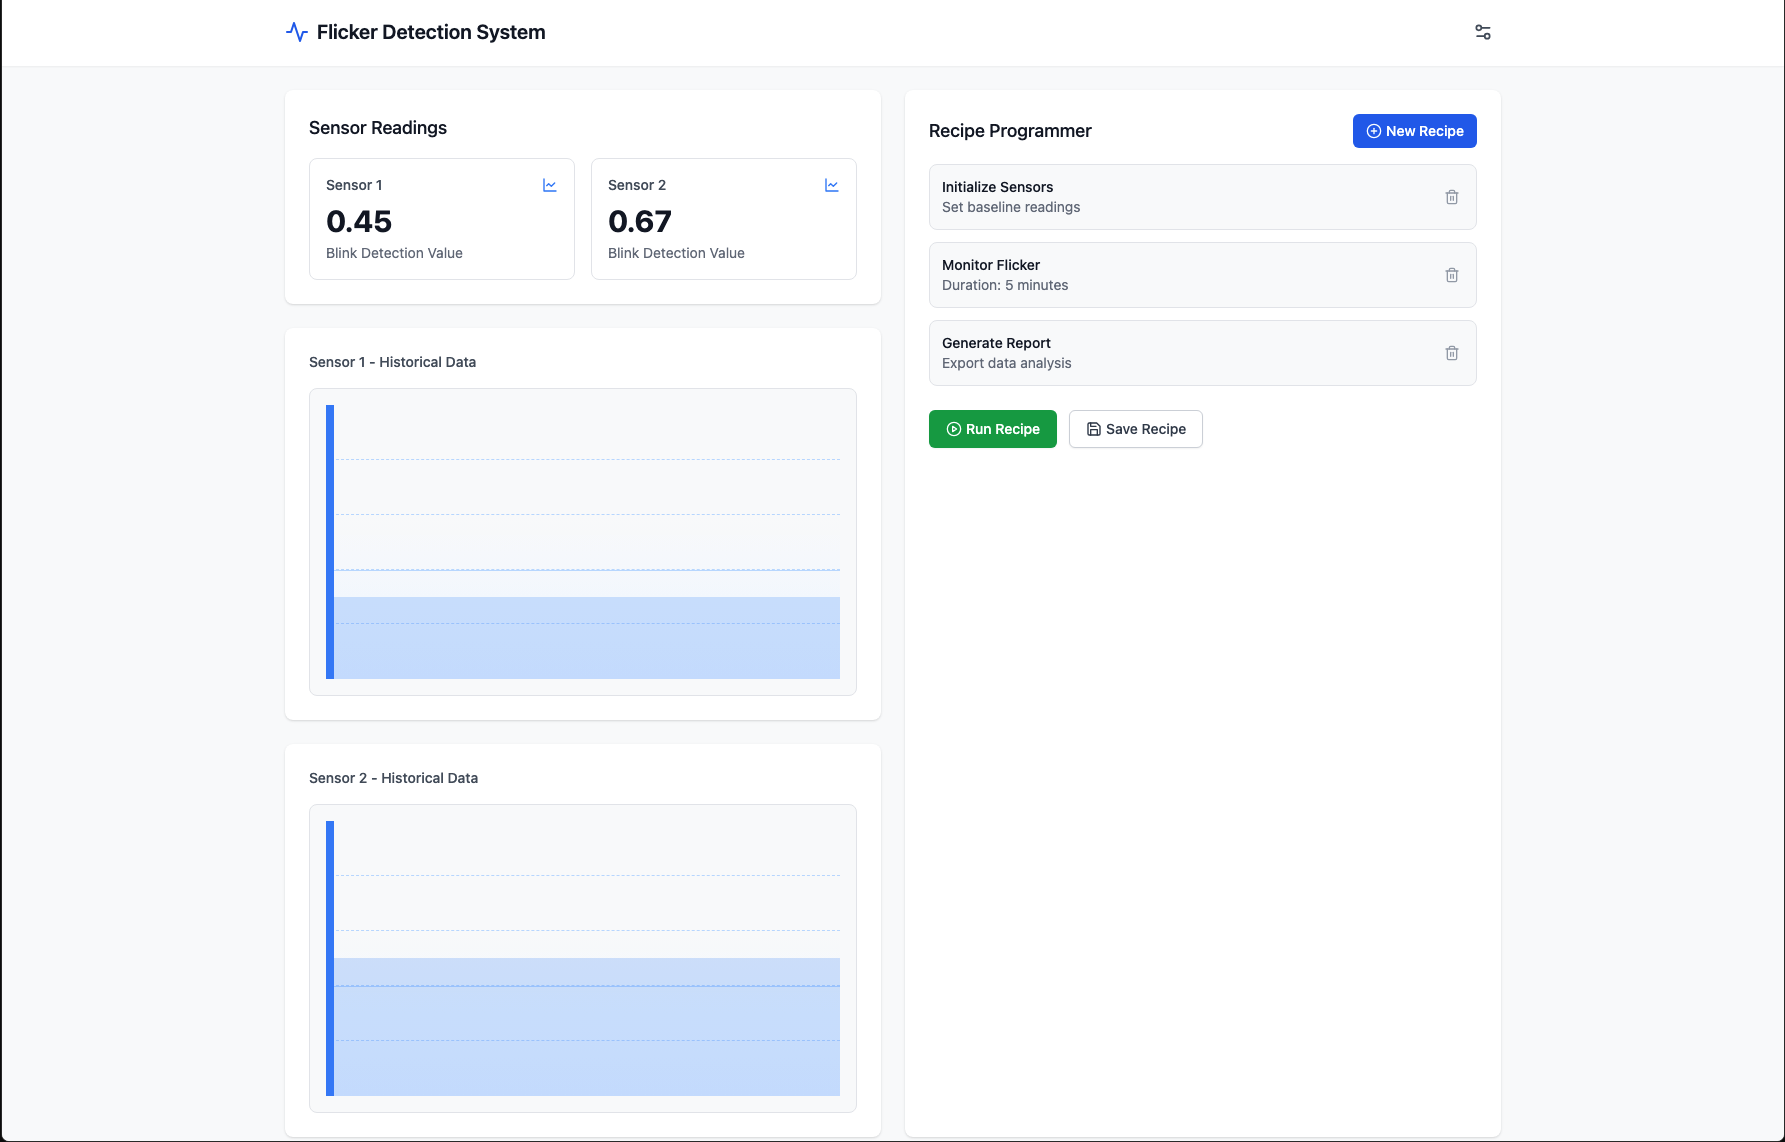 Flicker Detection System
Sensor Readings
Sensor 1
0.45
Blink Detection Value
Sensor 2
0.67
Blink Detection Value
Sensor 1 - Historical Data
Sensor 2 - Historical Data
Recipe Programmer
New Recipe
Initialize Sensors
Set baseline readings
Monitor Flicker
Duration: 5 minutes
Generate Report
Export data analysis
Run Recipe
Save Recipe